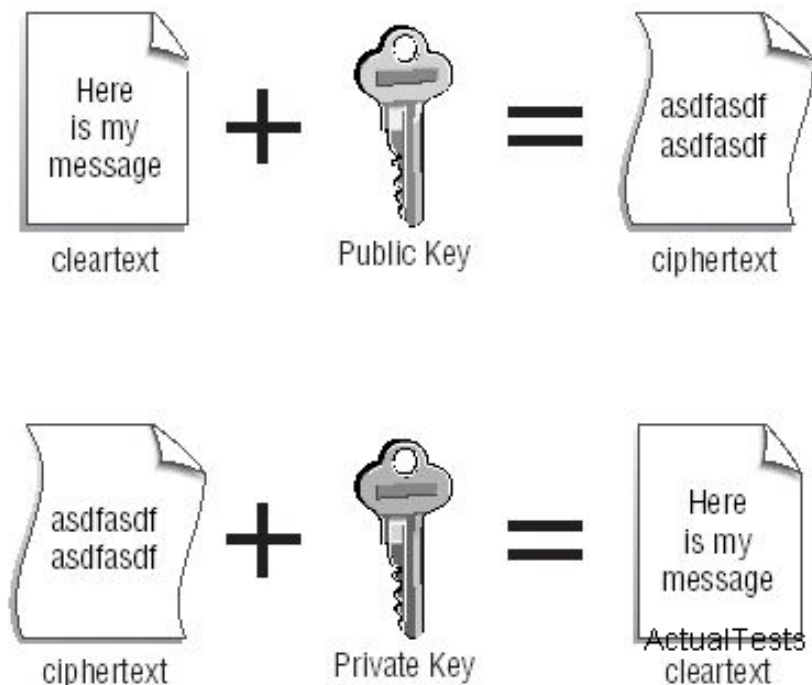 Here
is my
message
cleartext
Public Key
asdfasdf
asdfasdf
ciphertext
asdfasdf
asdfasdf
ciphertext
Private Key
Here
is my
message
ActualTests
cleartext